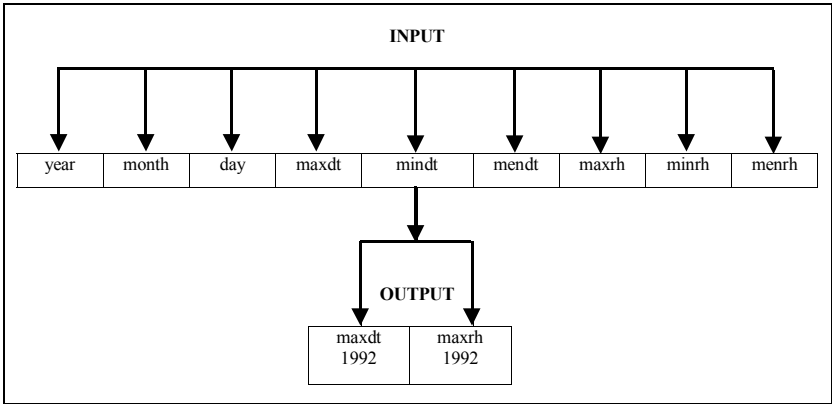 INPUT
year month day maxdt mindt mendt maxrh minrh menrh
OUTPUT
maxdt maxrh
1992 1992